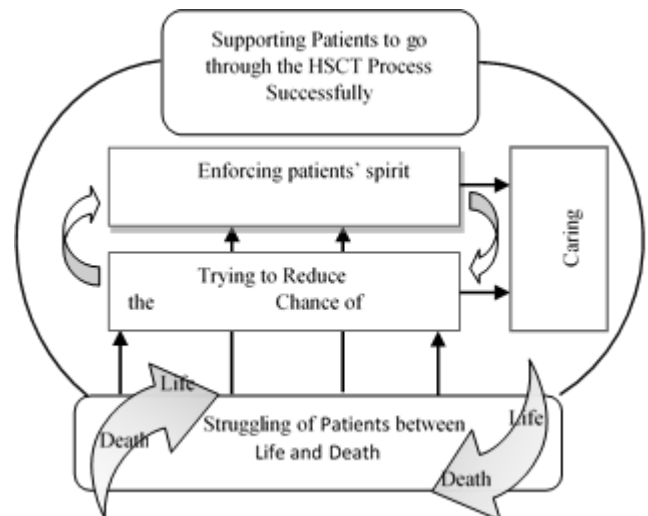 Supporting Patients to go
through the HSCT Process
Successfully
Enforcing patients’ spirit
Caring
Trying to Reduce
the Chance of
Life
Death
Struggling of Patients between
Life and Death
Life
Death